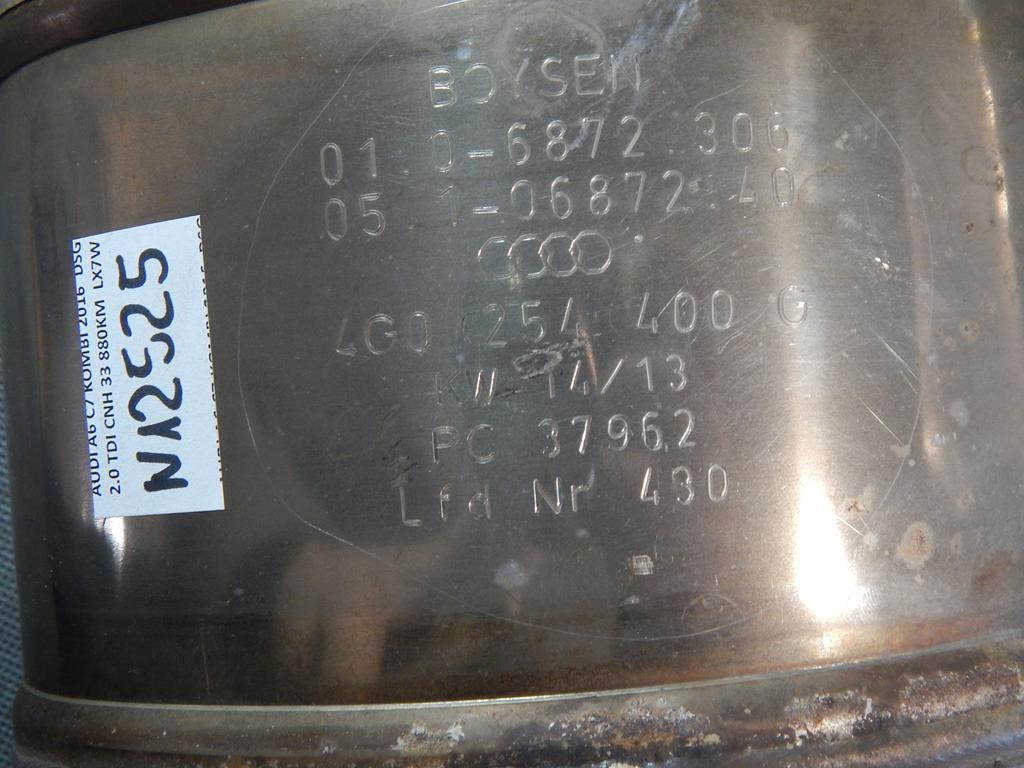 BOYSEN
01 0-6872.306
05 1-06872.40
4G0 254 400 G
KW 14/13
PC 37962
Lfd Nr 430
AUDI A6 C7 KOMBI 2016 DSG
2.0 TDI CNH 33 880KM LX7W
N12525